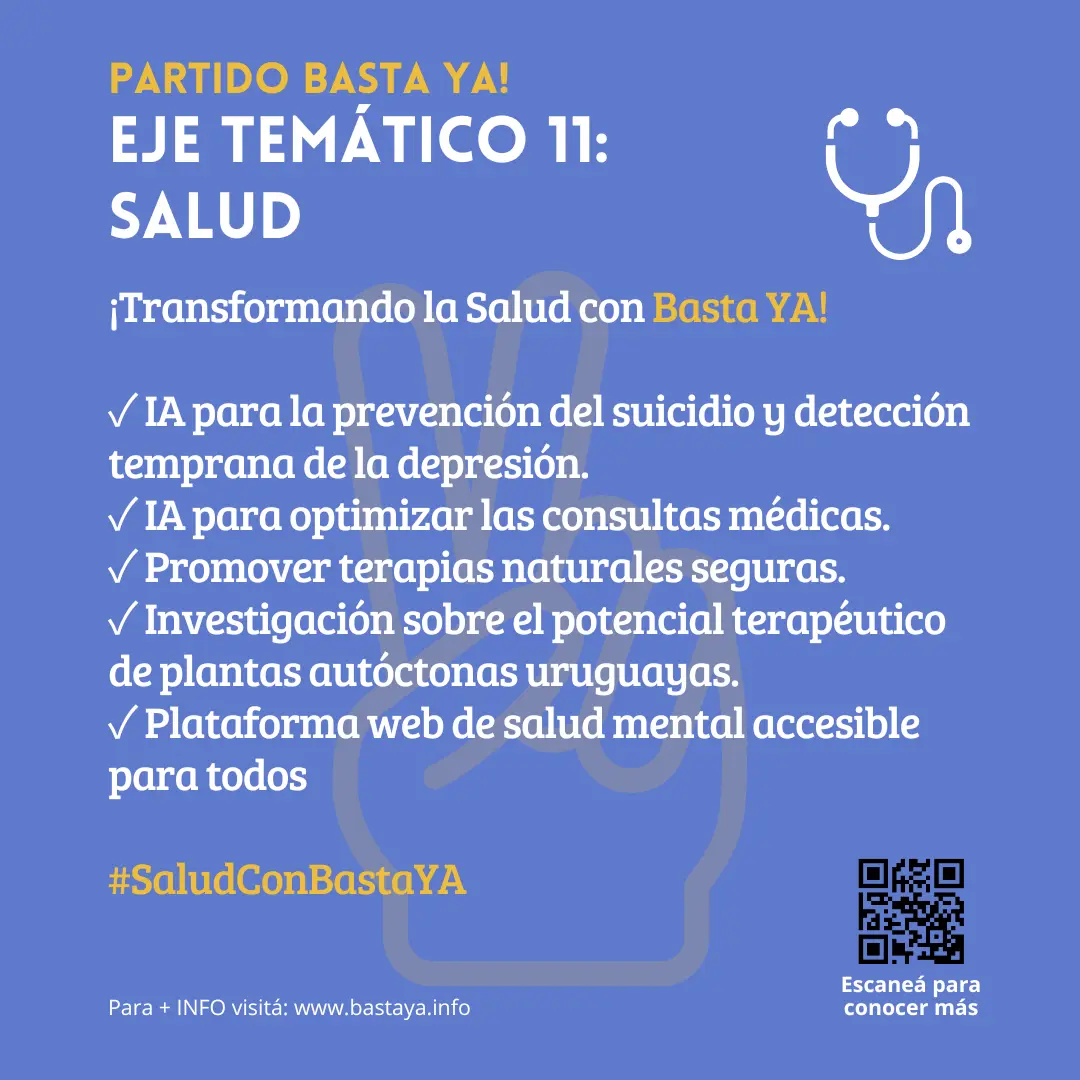 PARTIDO BASTA YA!
EJE TEMÁTICO 11:
SALUD
¡Transformando la Salud con Basta YA!
✓ IA para la prevención del suicidio y detección
temprana de la depresión.
✓ IA para optimizar las consultas médicas.
✓ Promover terapias naturales seguras.
✓ Investigación sobre el potencial terapéutico
de plantas autóctonas uruguayas.
✓ Plataforma web de salud mental accesible
para todos
#SaludConBastaYA
Escaneá para
conocer más
Para + INFO visitá: www.bastaya.info